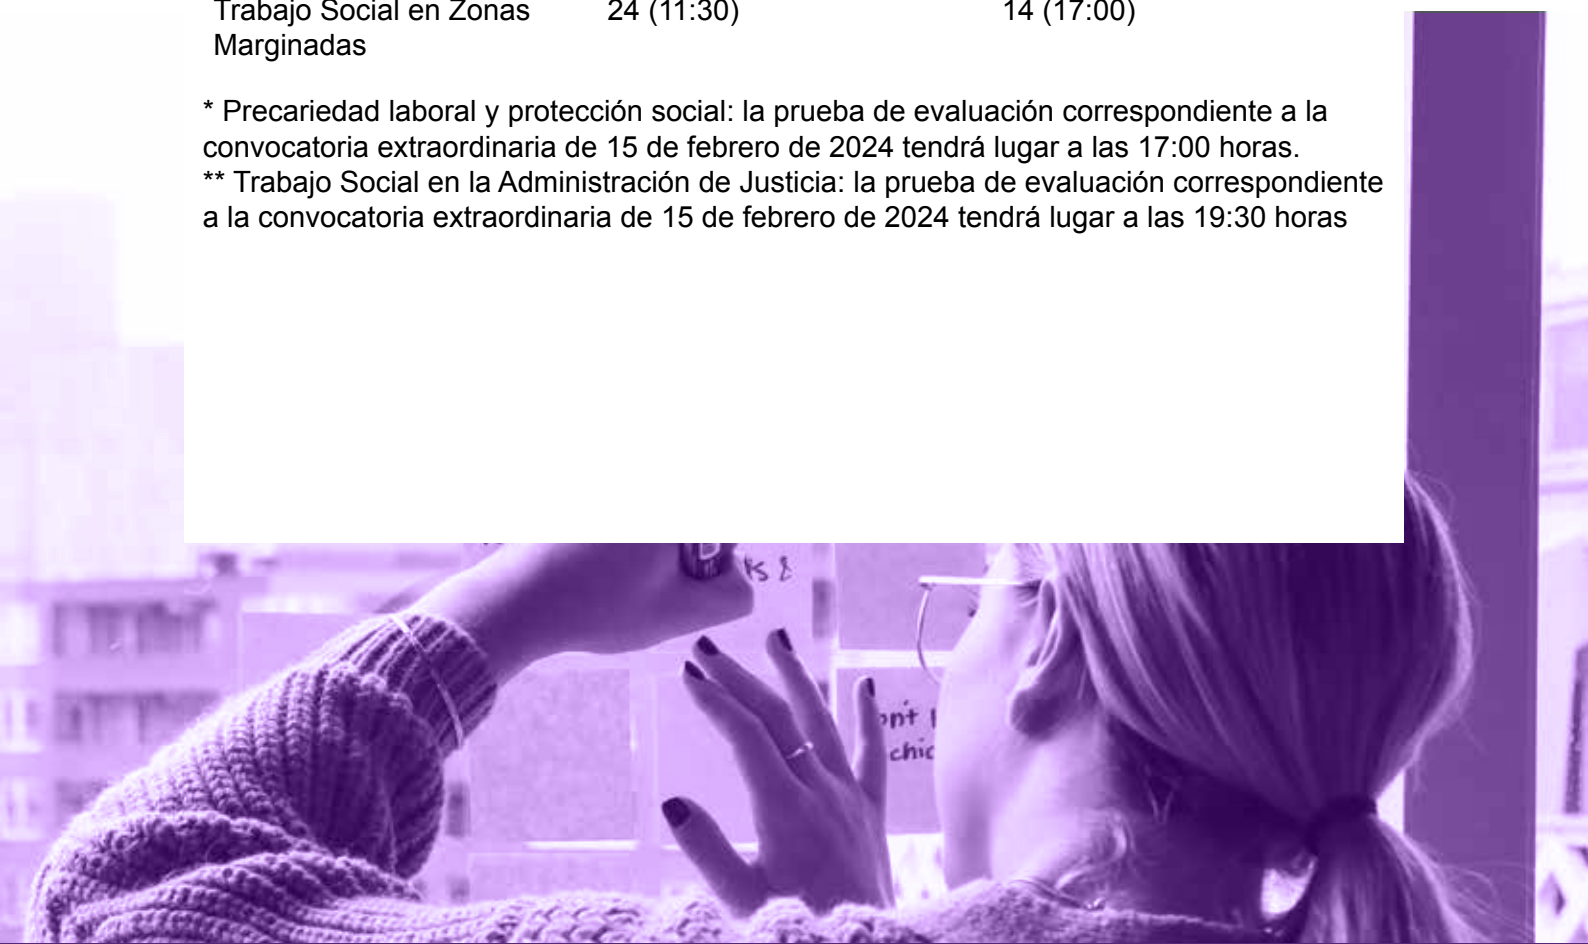 Trabajo Social en Zonas 24 (11:30) 14 (17:00)
Marginadas
* Precariedad laboral y protección social: la prueba de evaluación correspondiente a la
convocatoria extraordinaria de 15 de febrero de 2024 tendrá lugar a las 17:00 horas.
** Trabajo Social en la Administración de Justicia: la prueba de evaluación correspondiente
a la convocatoria extraordinaria de 15 de febrero de 2024 tendrá lugar a las 19:30 horas